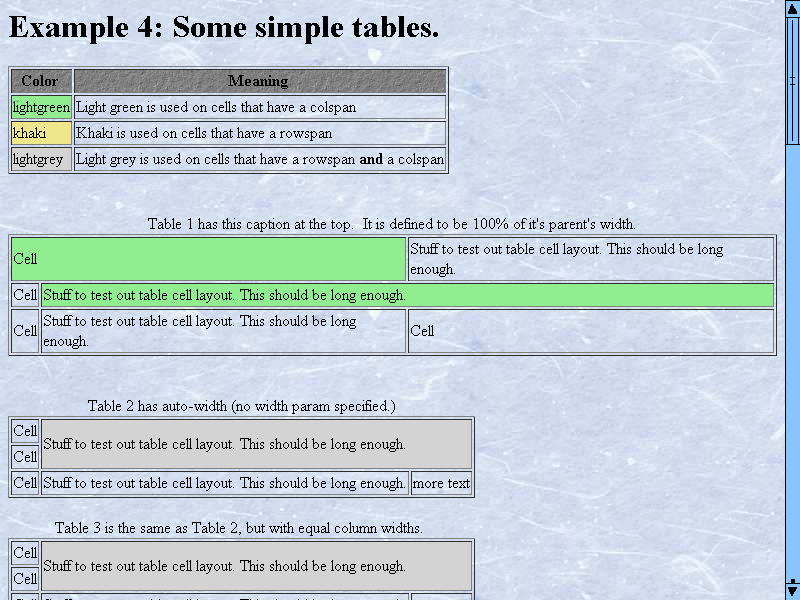 Example 4: Some simple tables.
Color Meaning
lightgreen Light green is used on cells that have a colspan
khaki Khaki is used on cells that have a rowspan
lightgrey Light grey is used on cells that have a rowspan and a colspan
Table 1 has this caption at the top.  It is defined to be 100% of it's parent's width.
Cell Stuff to test out table cell layout. This should be long
enough.
Cell Stuff to test out table cell layout. This should be long enough.
Cell Stuff to test out table cell layout. This should be long
enough. Cell
Table 2 has auto-width (no width param specified.)
Cell Stuff to test out table cell layout. This should be long enough.
Cell
Cell Stuff to test out table cell layout. This should be long enough. more text
Table 3 is the same as Table 2, but with equal column widths.
Cell Stuff to test out table cell layout. This should be long enough.
Cell